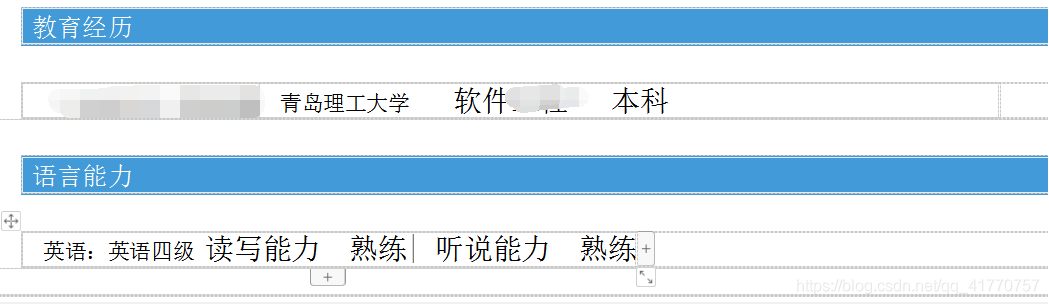 教育经历
青岛理工大学 软件 本科
语言能力
英语：英语四级 读写能力 熟练 听说能力 熟练
https://blog.csdn.net/qq_41770757